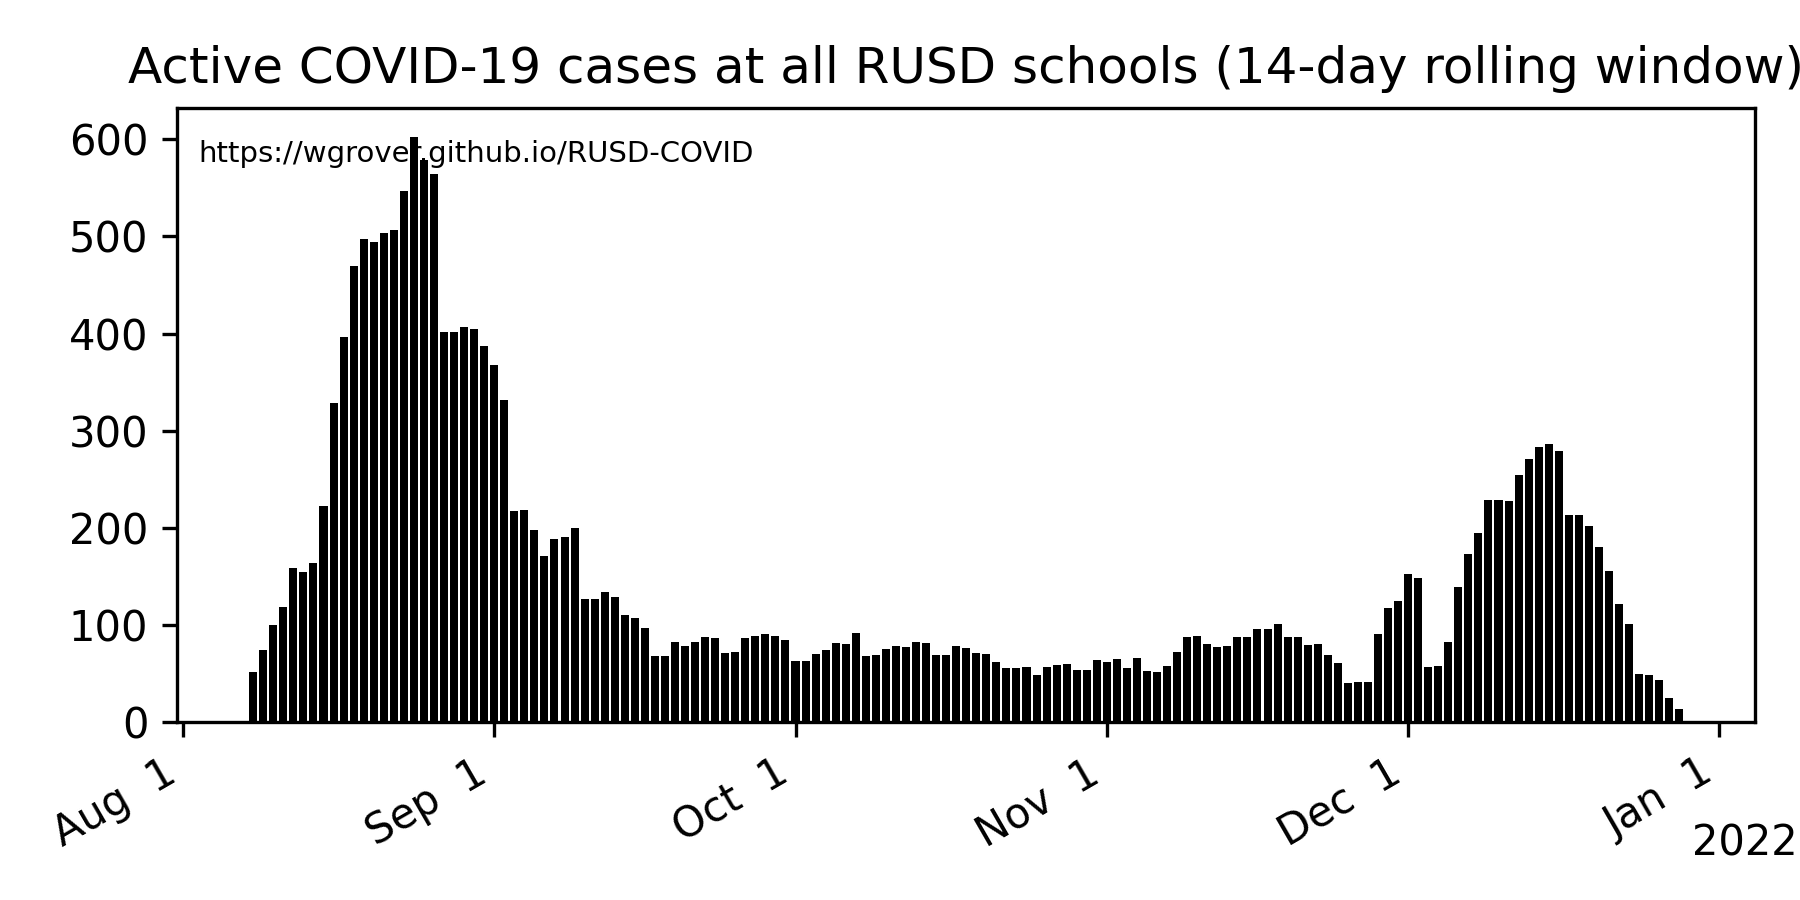 Active COVID-19 cases at all RUSD schools (14-day rolling window)
https://wgrover.github.io/RUSD-COVID
600
500
400
300
200
100
0
Aug 1
Sep 1
Oct 1
Nov 1
Dec 1
Jan 1
2022